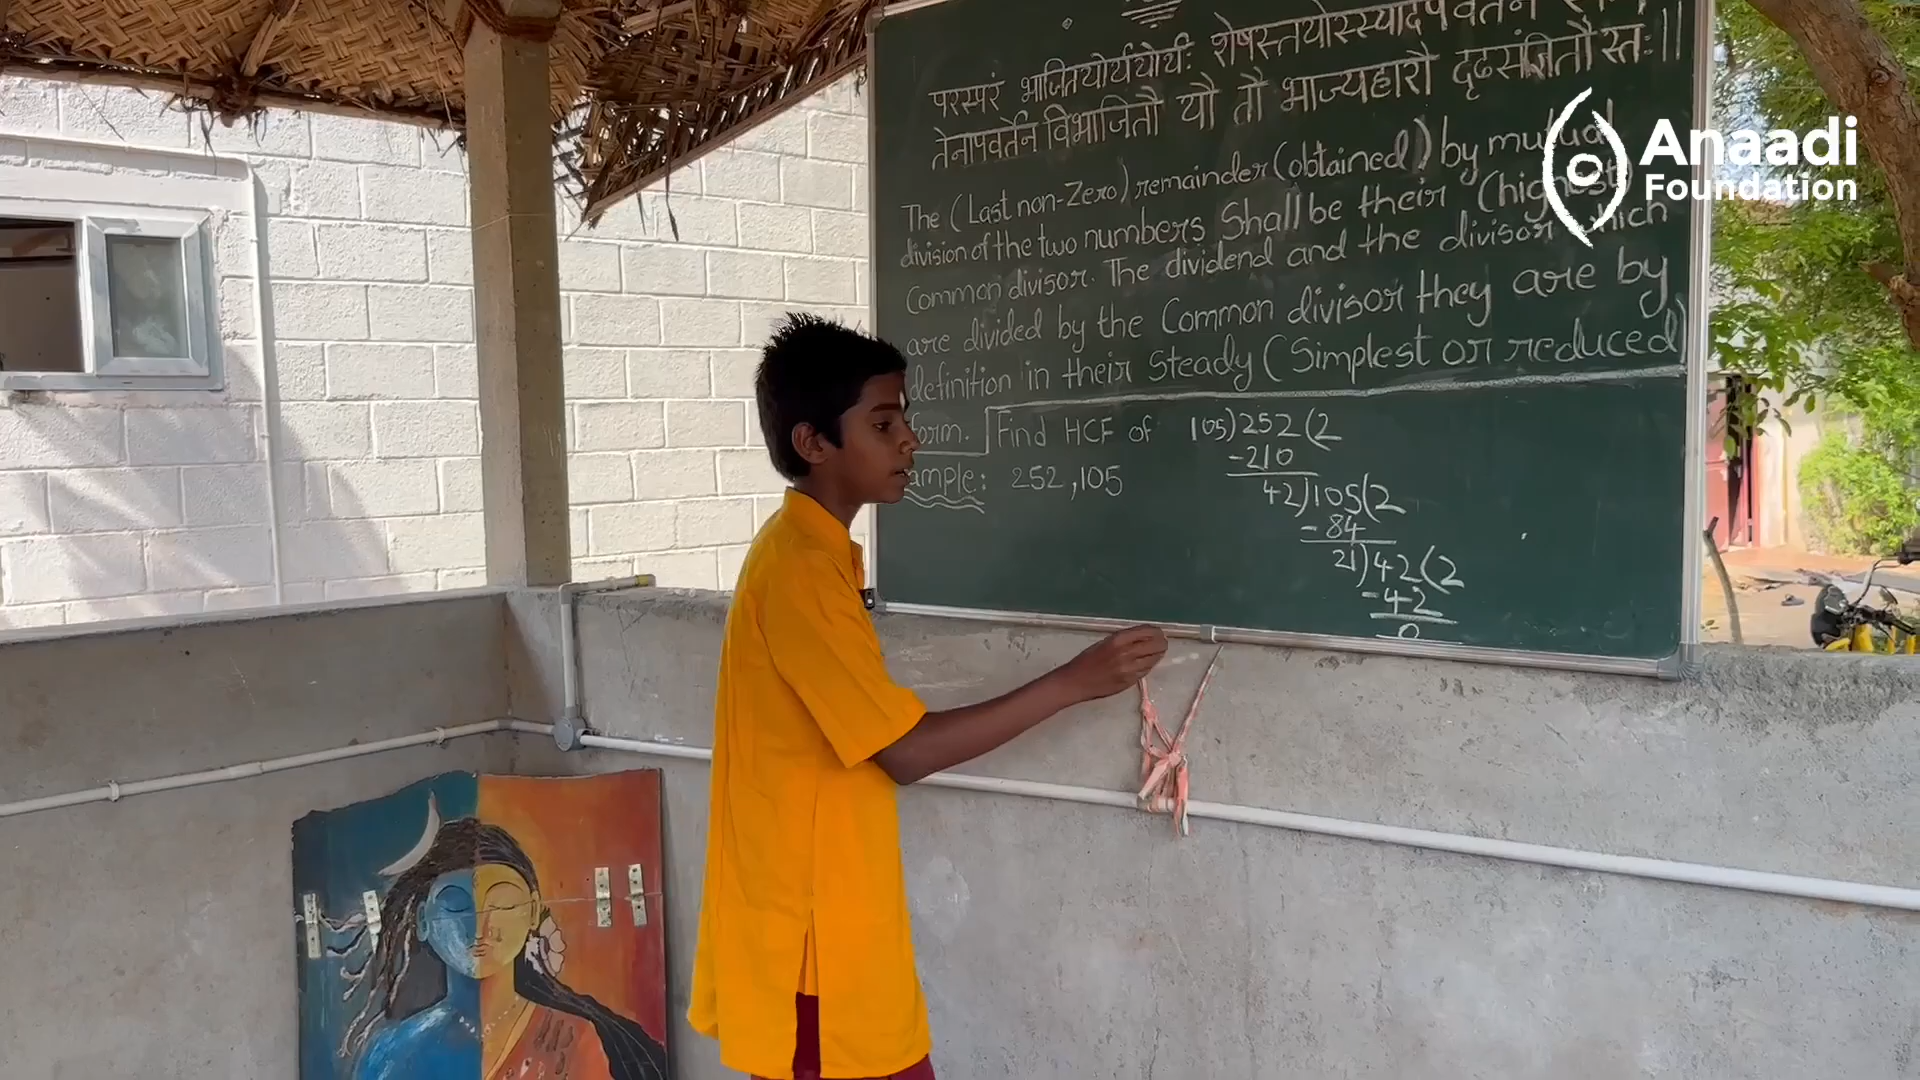 परस्परं भाजितयोर्ययोर्यः शेषस्तयोस्स्यादपवर्तनं
तेनापवर्तेन विभाजितौ यौ तौ भाज्यहारौ दृढसंज्ञितौ स्तः॥
The (Last non-Zero) remainder (obtained) by mutual
division of the two numbers Shall be their (highest)
Common divisor. The dividend and the divisor which
are divided by the Common divisor they are by
definition in their Steady (Simplest or reduced)
form.
Find HCF of
ample: 252,105
105)252(2
-210
42)105(2
-84
21)42(2
-42
0
Anaadi
Foundation